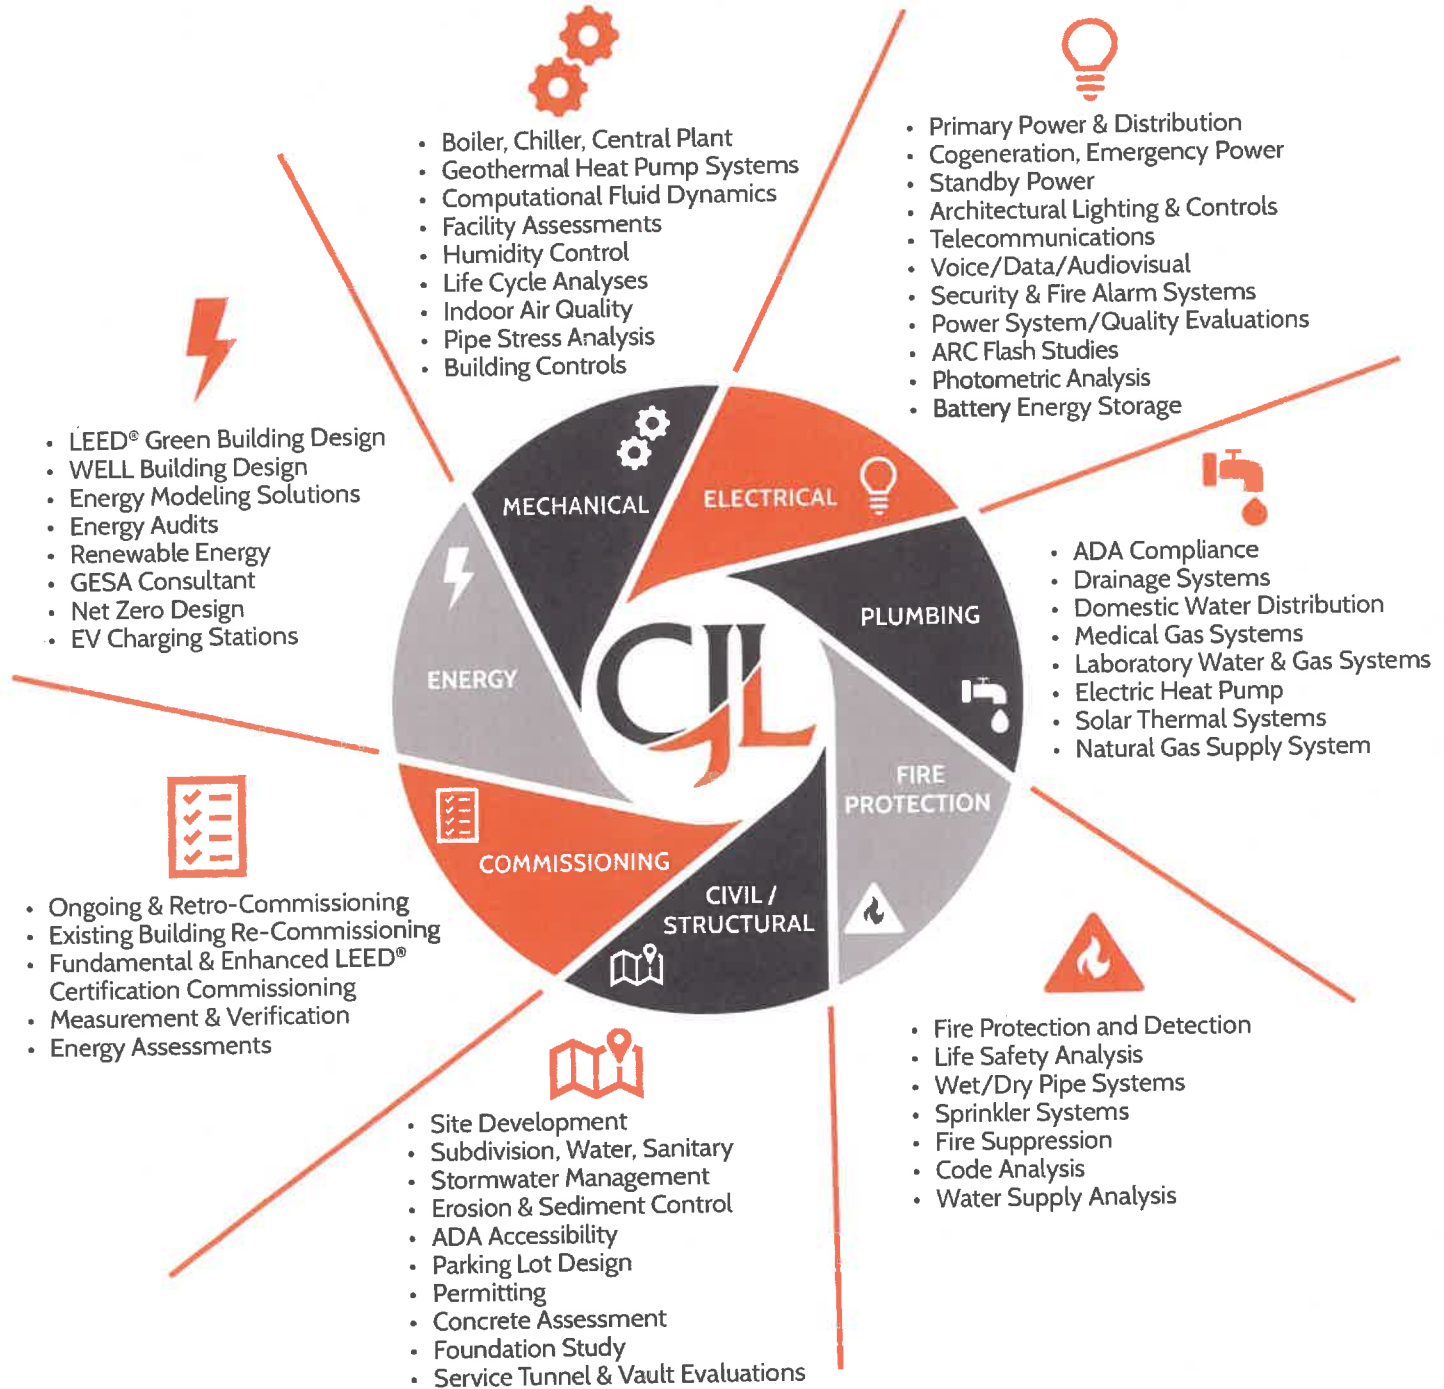 • Boiler, Chiller, Central Plant
• Geothermal Heat Pump Systems
• Computational Fluid Dynamics
• Facility Assessments
• Humidity Control
• Life Cycle Analyses
• Indoor Air Quality
• Pipe Stress Analysis
• Building Controls
• Primary Power & Distribution
• Cogeneration, Emergency Power
• Standby Power
• Architectural Lighting & Controls
• Telecommunications
• Voice/Data/Audiovisual
• Security & Fire Alarm Systems
• Power System/Quality Evaluations
• ARC Flash Studies
• Photometric Analysis
• Battery Energy Storage
• LEED® Green Building Design
• WELL Building Design
• Energy Modeling Solutions
• Energy Audits
• Renewable Energy
• GESA Consultant
• Net Zero Design
• EV Charging Stations
MECHANICAL
ELECTRICAL
PLUMBING
ENERGY
CJL
FIRE
PROTECTION
COMMISSIONING
CIVIL /
STRUCTURAL
• ADA Compliance
• Drainage Systems
• Domestic Water Distribution
• Medical Gas Systems
• Laboratory Water & Gas Systems
• Electric Heat Pump
• Solar Thermal Systems
• Natural Gas Supply System
• Ongoing & Retro-Commissioning
• Existing Building Re-Commissioning
• Fundamental & Enhanced LEED®
Certification Commissioning
• Measurement & Verification
• Energy Assessments
• Fire Protection and Detection
• Life Safety Analysis
• Wet/Dry Pipe Systems
• Sprinkler Systems
• Fire Suppression
• Code Analysis
• Water Supply Analysis
• Site Development
• Subdivision, Water, Sanitary
• Stormwater Management
• Erosion & Sediment Control
• ADA Accessibility
• Parking Lot Design
• Permitting
• Concrete Assessment
• Foundation Study
• Service Tunnel & Vault Evaluations